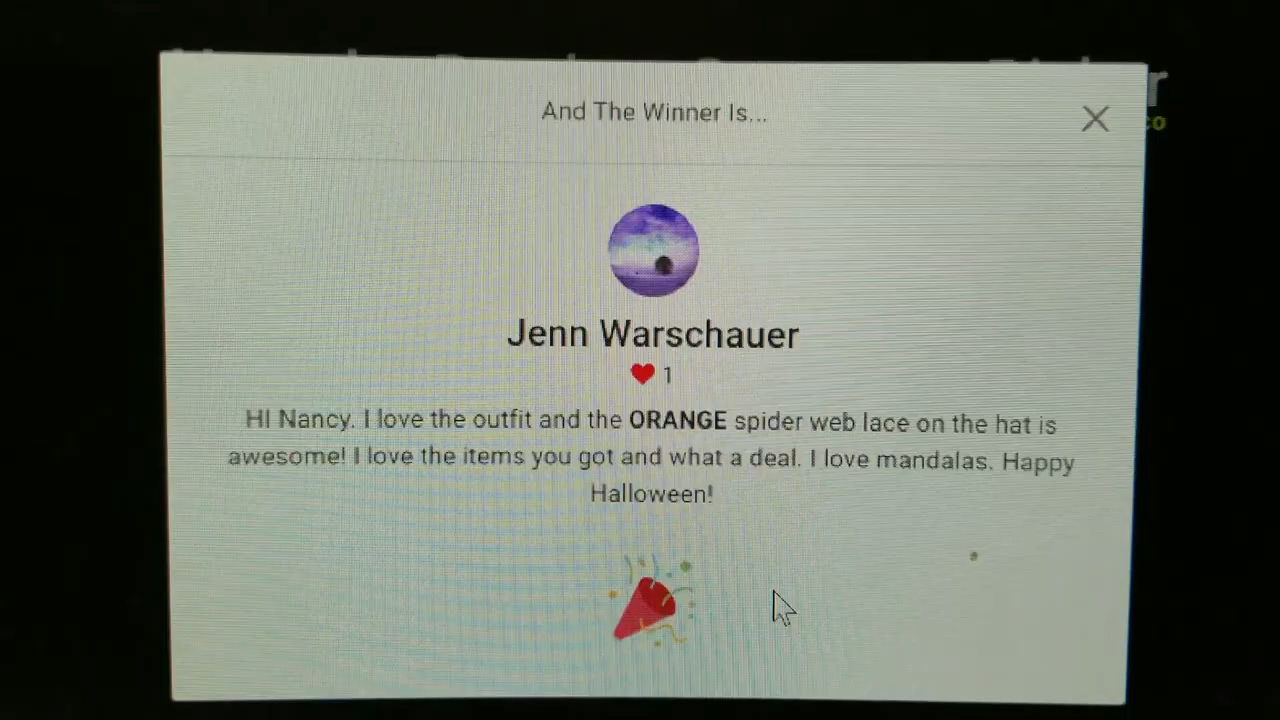 And The Winner Is...
Jenn Warschauer
1
HI Nancy. I love the outfit and the ORANGE spider web lace on the hat is
awesome! I love the items you got and what a deal. I love mandalas. Happy
Halloween!